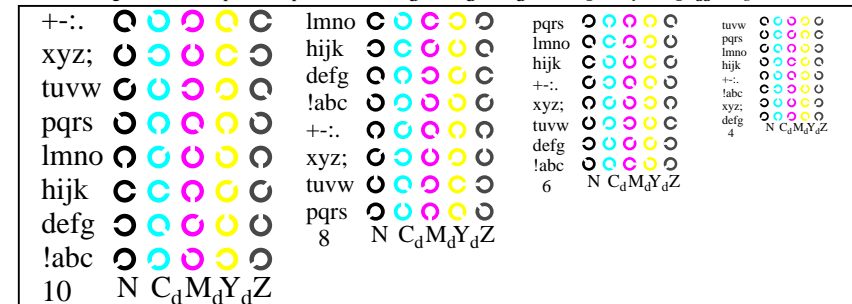 +-:.
xyz;
tuvw
pqrs
lmno
hijk
defg
!abc
10 N CdMdYdZ
lmno
hijk
defg
!abc
+-:.
xyz;
tuvw
pqrs
8 N CdMdYdZ
pqrs
lmno
hijk
+-:.
xyz;
tuvw
defg
!abc
6 N CdMdYdZ
tuvw
pqrs
lmno
hijk
+-:.
!abc
xyz;
defg
4 N CdMdYdZ